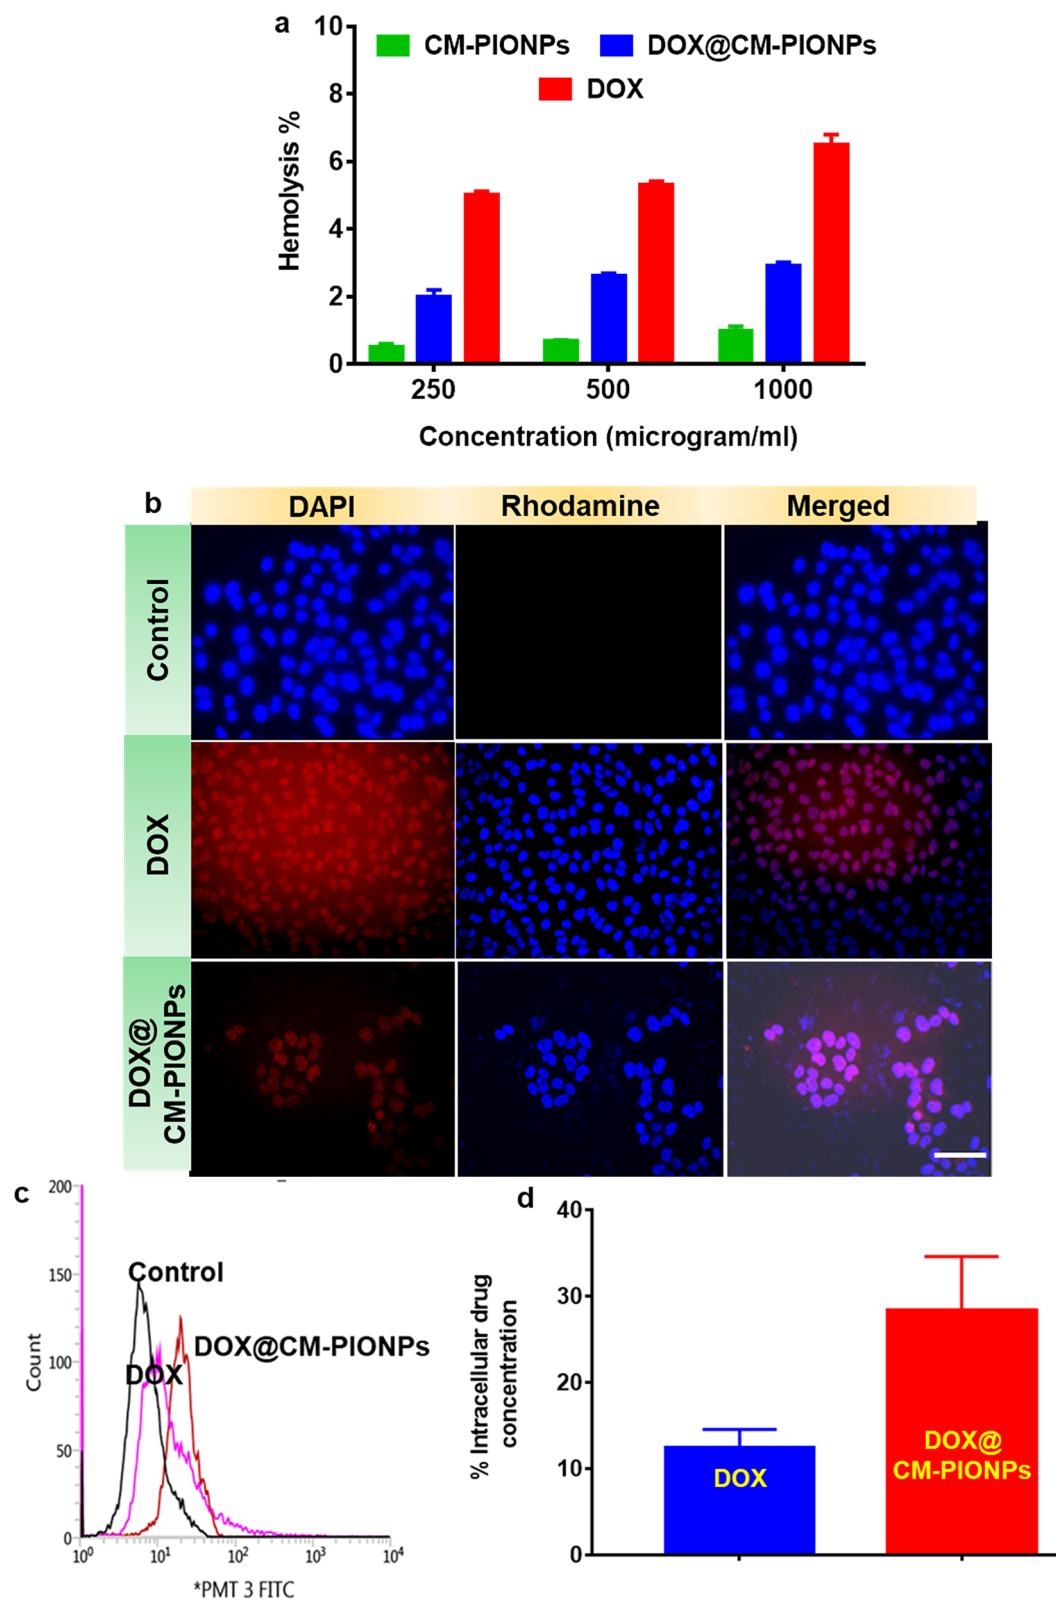 a
10
CM-PIONPs
DOX@CM-PIONPs
DOX
8
6
4
2
0
Hemolysis %
250
500
1000
Concentration (microgram/ml)
b
DAPI
Rhodamine
Merged
Control
DOX
DOX@
CM-PIONPs
c
200
150
100
50
0
Count
Control
DOX@CM-PIONPs
DOX
10⁰
10¹
10²
10³
10⁴
*PMT 3 FITC
d
40
30
20
10
0
% Intracellular drug
concentration
DOX
DOX@
CM-PIONPs